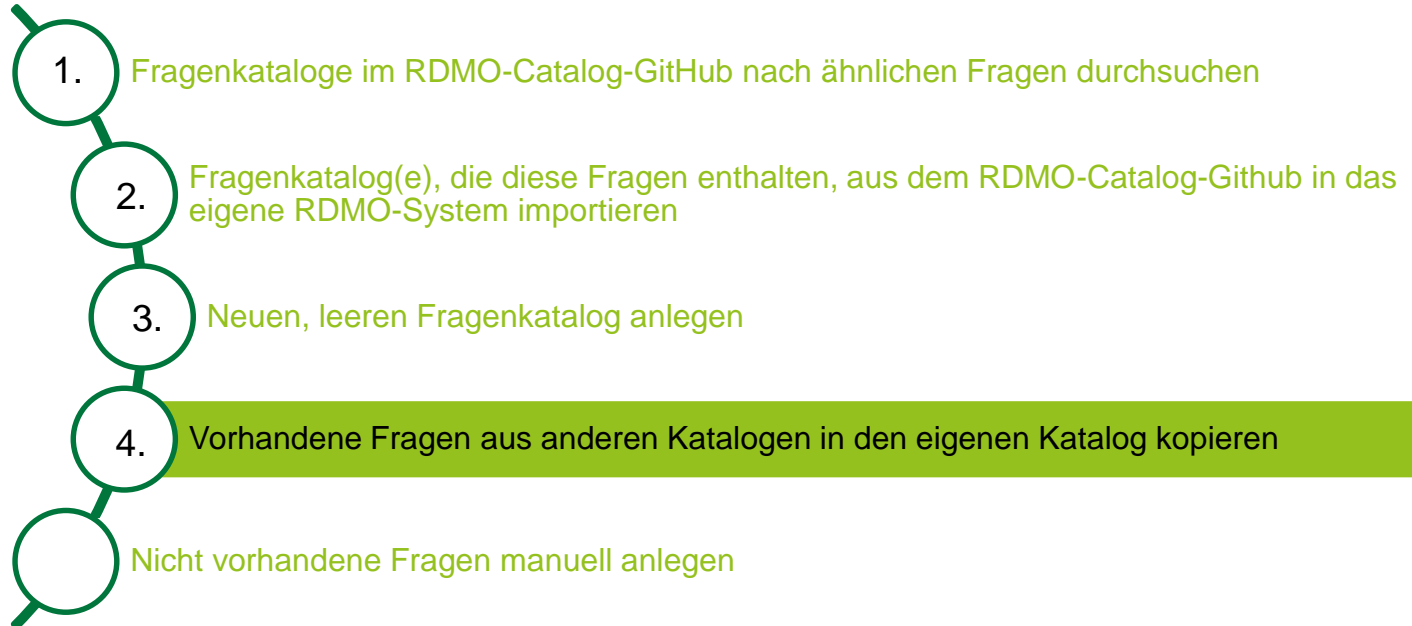 1. Fragenkataloge im RDMO-Catalog-GitHub nach ähnlichen Fragen durchsuchen
2. Fragenkatalog(e), die diese Fragen enthalten, aus dem RDMO-Catalog-Github in das
eigene RDMO-System importieren
3. Neuen, leeren Fragenkatalog anlegen
4. Vorhandene Fragen aus anderen Katalogen in den eigenen Katalog kopieren
Nicht vorhandene Fragen manuell anlegen